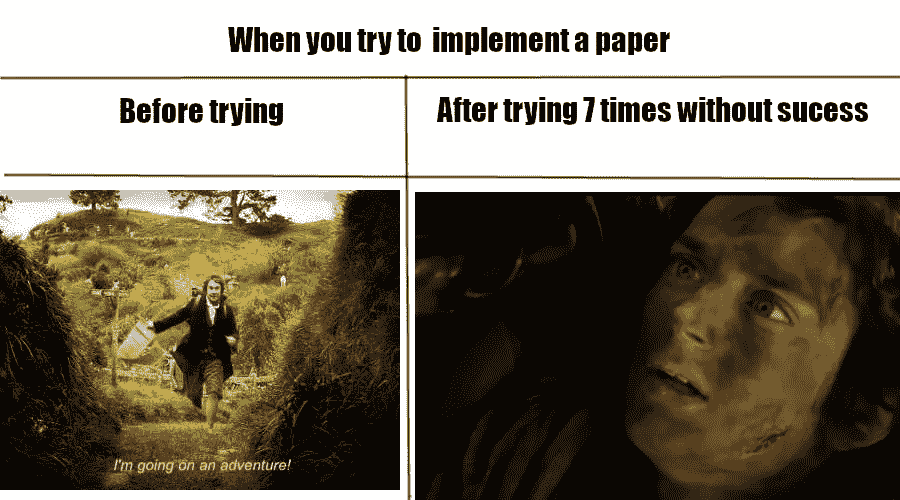 When you try to implement a paper
Before trying
After trying 7 times without sucess
I'm going on an adventure!